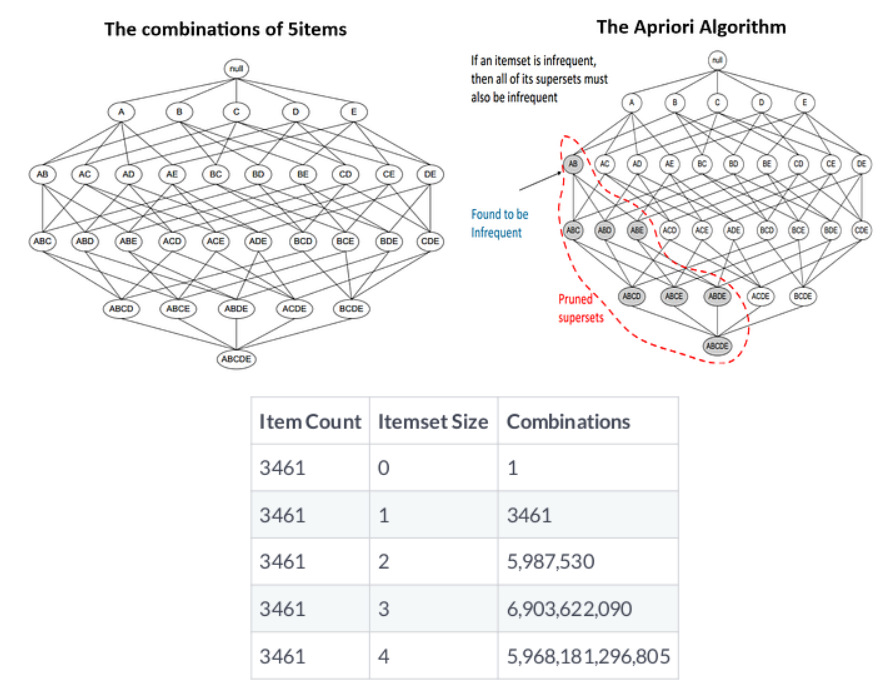 The combinations of 5items
null
A B C D E
AB AC AD AE BC BD BE CD CE DE
ABC ABD ABE ACD ACE ADE BCD BCE BDE CDE
ABCD ABCE ABDE ACDE BCDE
ABCDE
The Apriori Algorithm
If an itemset is infrequent,
then all of its supersets must
also be infrequent
null
A B C D E
AB AC AD AE BC BD BE CD CE DE
Found to be
Infrequent
ABC ABD ABE ACD ACE ADE BCD BCE BDE CDE
Pruned
supersets
ABCD ABCE ABDE ACDE BCDE
ABCDE
Item Count Itemset Size Combinations
3461 0 1
3461 1 3461
3461 2 5,987,530
3461 3 6,903,622,090
3461 4 5,968,181,296,805